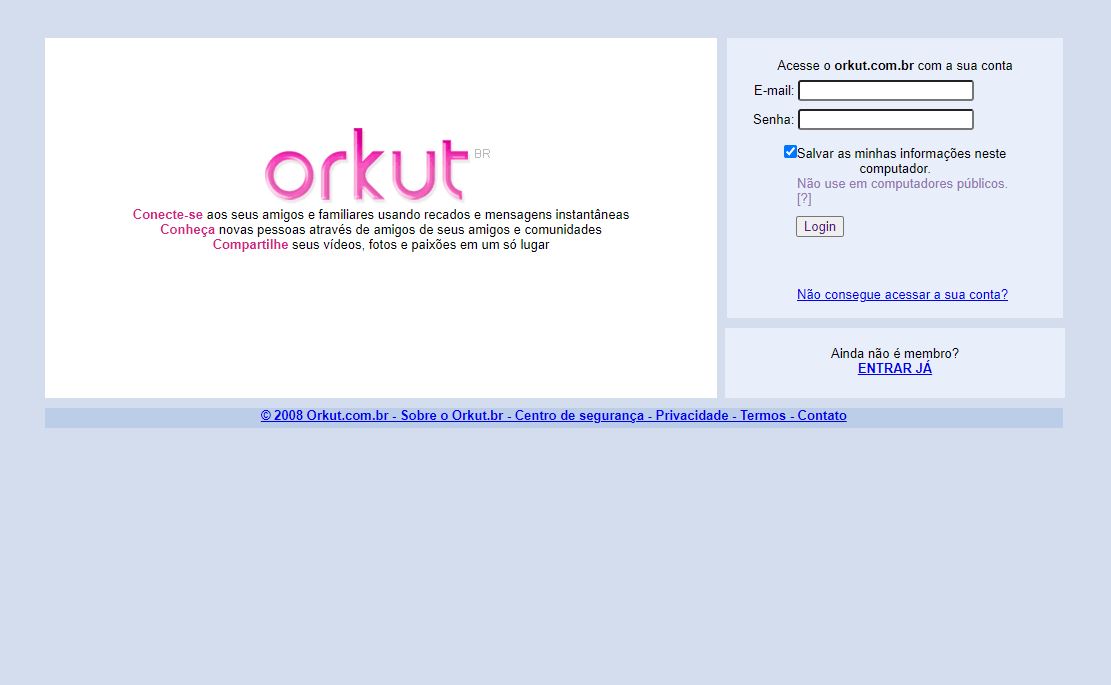 orkut BR
Conecte-se aos seus amigos e familiares usando recados e mensagens instantâneas
Conheça novas pessoas através de amigos de seus amigos e comunidades
Compartilhe seus vídeos, fotos e paixões em um só lugar
Acesse o orkut.com.br com a sua conta
E-mail:
Senha:
Salvar as minhas informações neste
computador.
Não use em computadores públicos.
[?]
Login
Não consegue acessar a sua conta?
Ainda não é membro?
ENTRAR JÁ
© 2008 Orkut.com.br - Sobre o Orkut.br - Centro de segurança - Privacidade - Termos - Contato